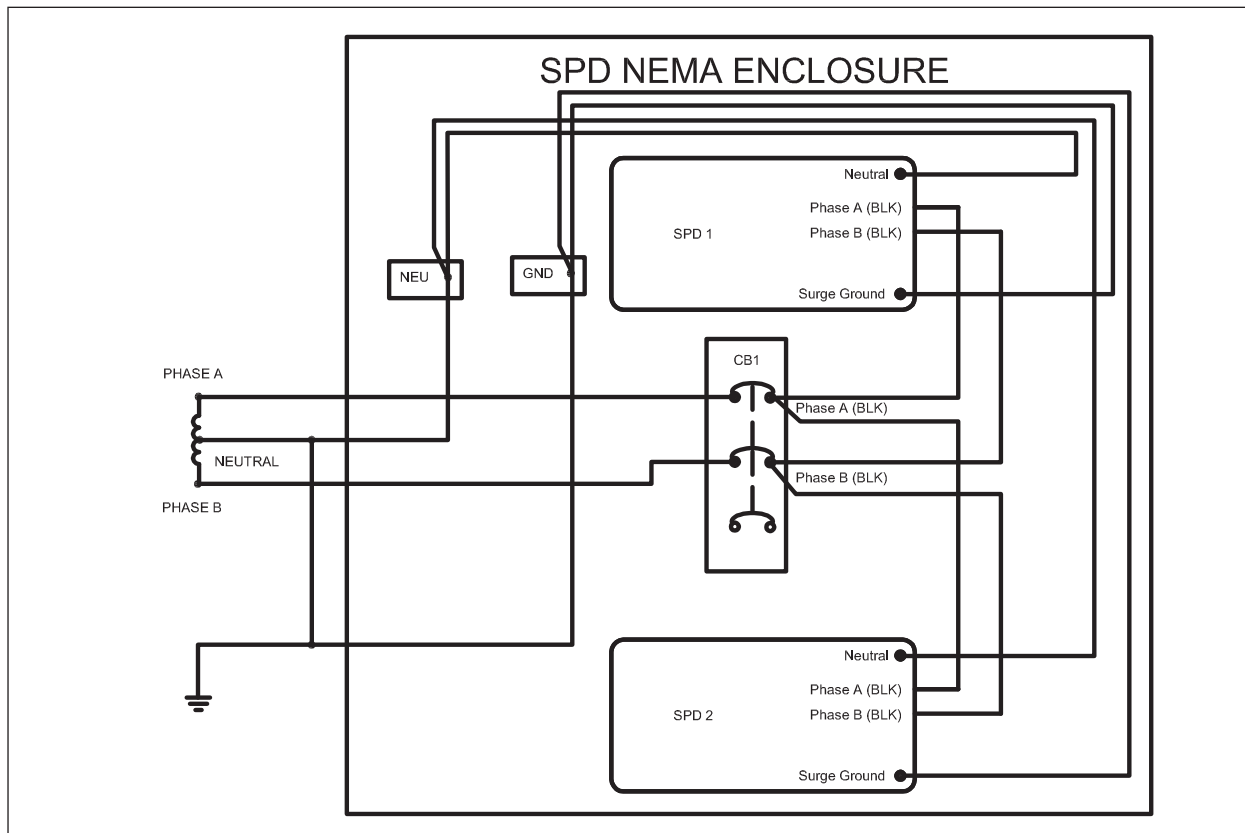 SPD NEMA ENCLOSURE
Neutral
Phase A (BLK)
SPD 1
Phase B (BLK)
NEU
GND
Surge Ground
CB1
PHASE A
Phase A (BLK)
NEUTRAL
Phase B (BLK)
PHASE B
Neutral
Phase A (BLK)
SPD 2
Phase B (BLK)
Surge Ground